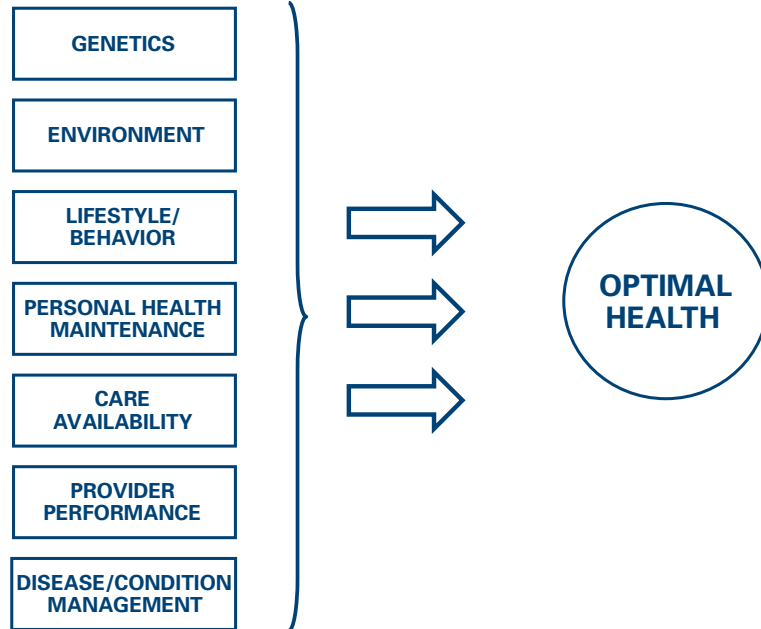 GENETICS
ENVIRONMENT
LIFESTYLE/
BEHAVIOR
PERSONAL HEALTH
MAINTENANCE
CARE
AVAILABILITY
PROVIDER
PERFORMANCE
DISEASE/CONDITION
MANAGEMENT
OPTIMAL
HEALTH